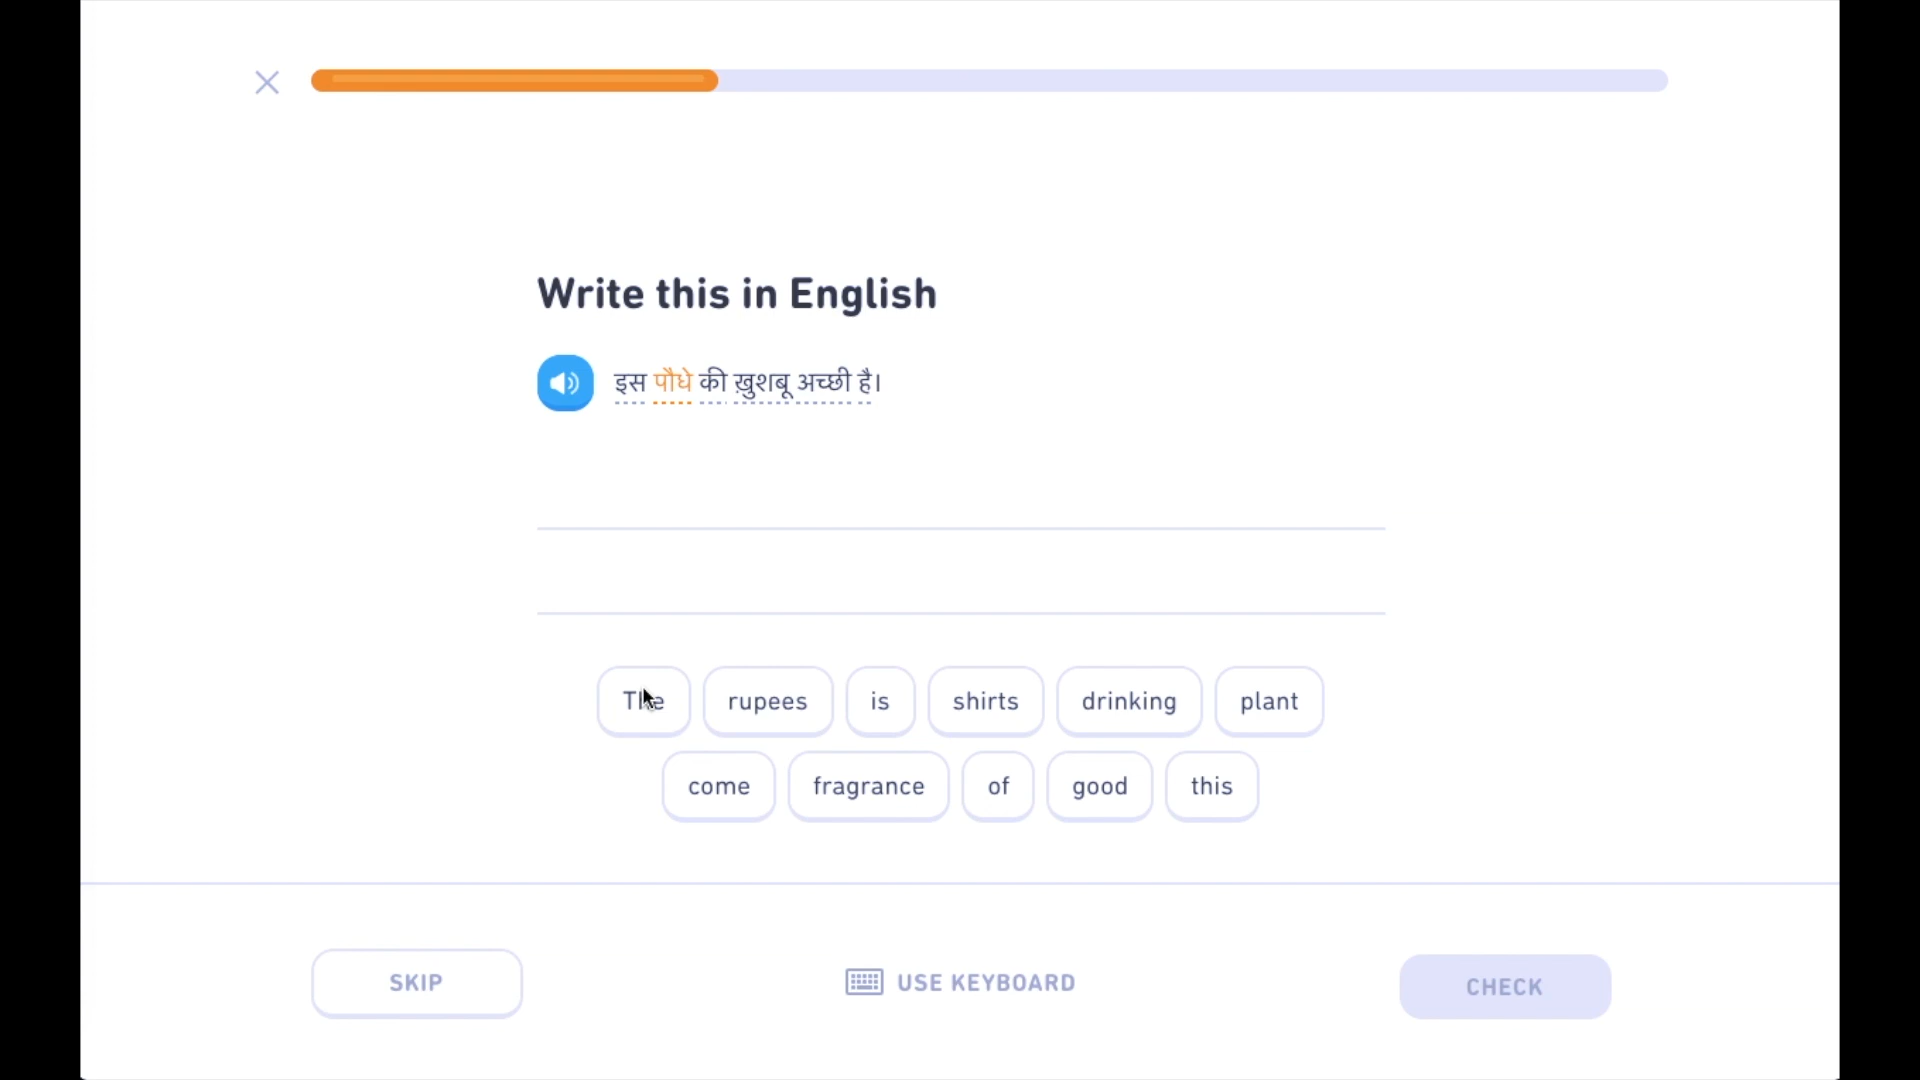 Write this in English
इस पौधे की ख़ुशबू अच्छी है।
The rupees is shirts drinking plant
come fragrance of good this
SKIP USE KEYBOARD CHECK